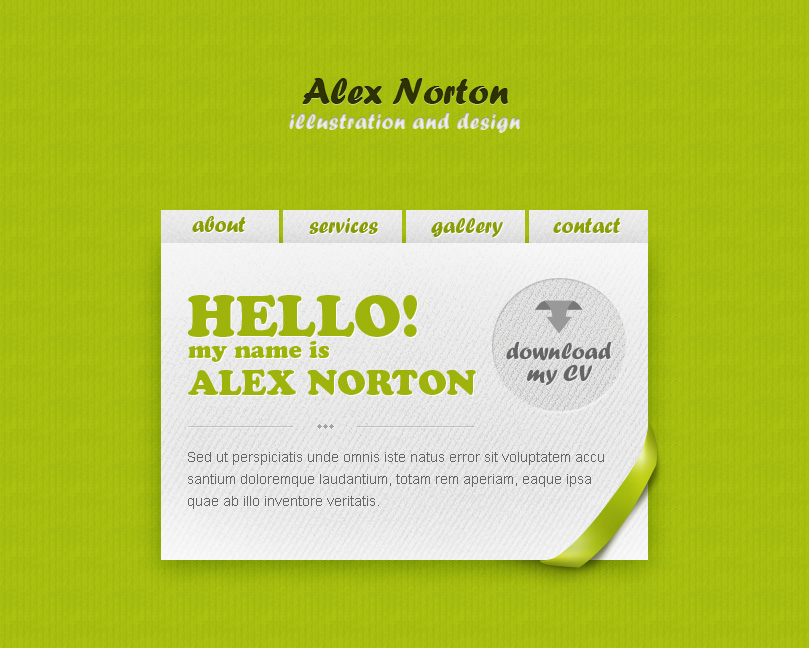 Alex Norton
illustration and design
about
services
gallery
contact
HELLO!
my name is
ALEX NORTON
download
my CV
Sed ut perspiciatis unde omnis iste natus error sit voluptatem accu
santium doloremque laudantium, totam rem aperiam, eaque ipsa
quae ab illo inventore veritatis.